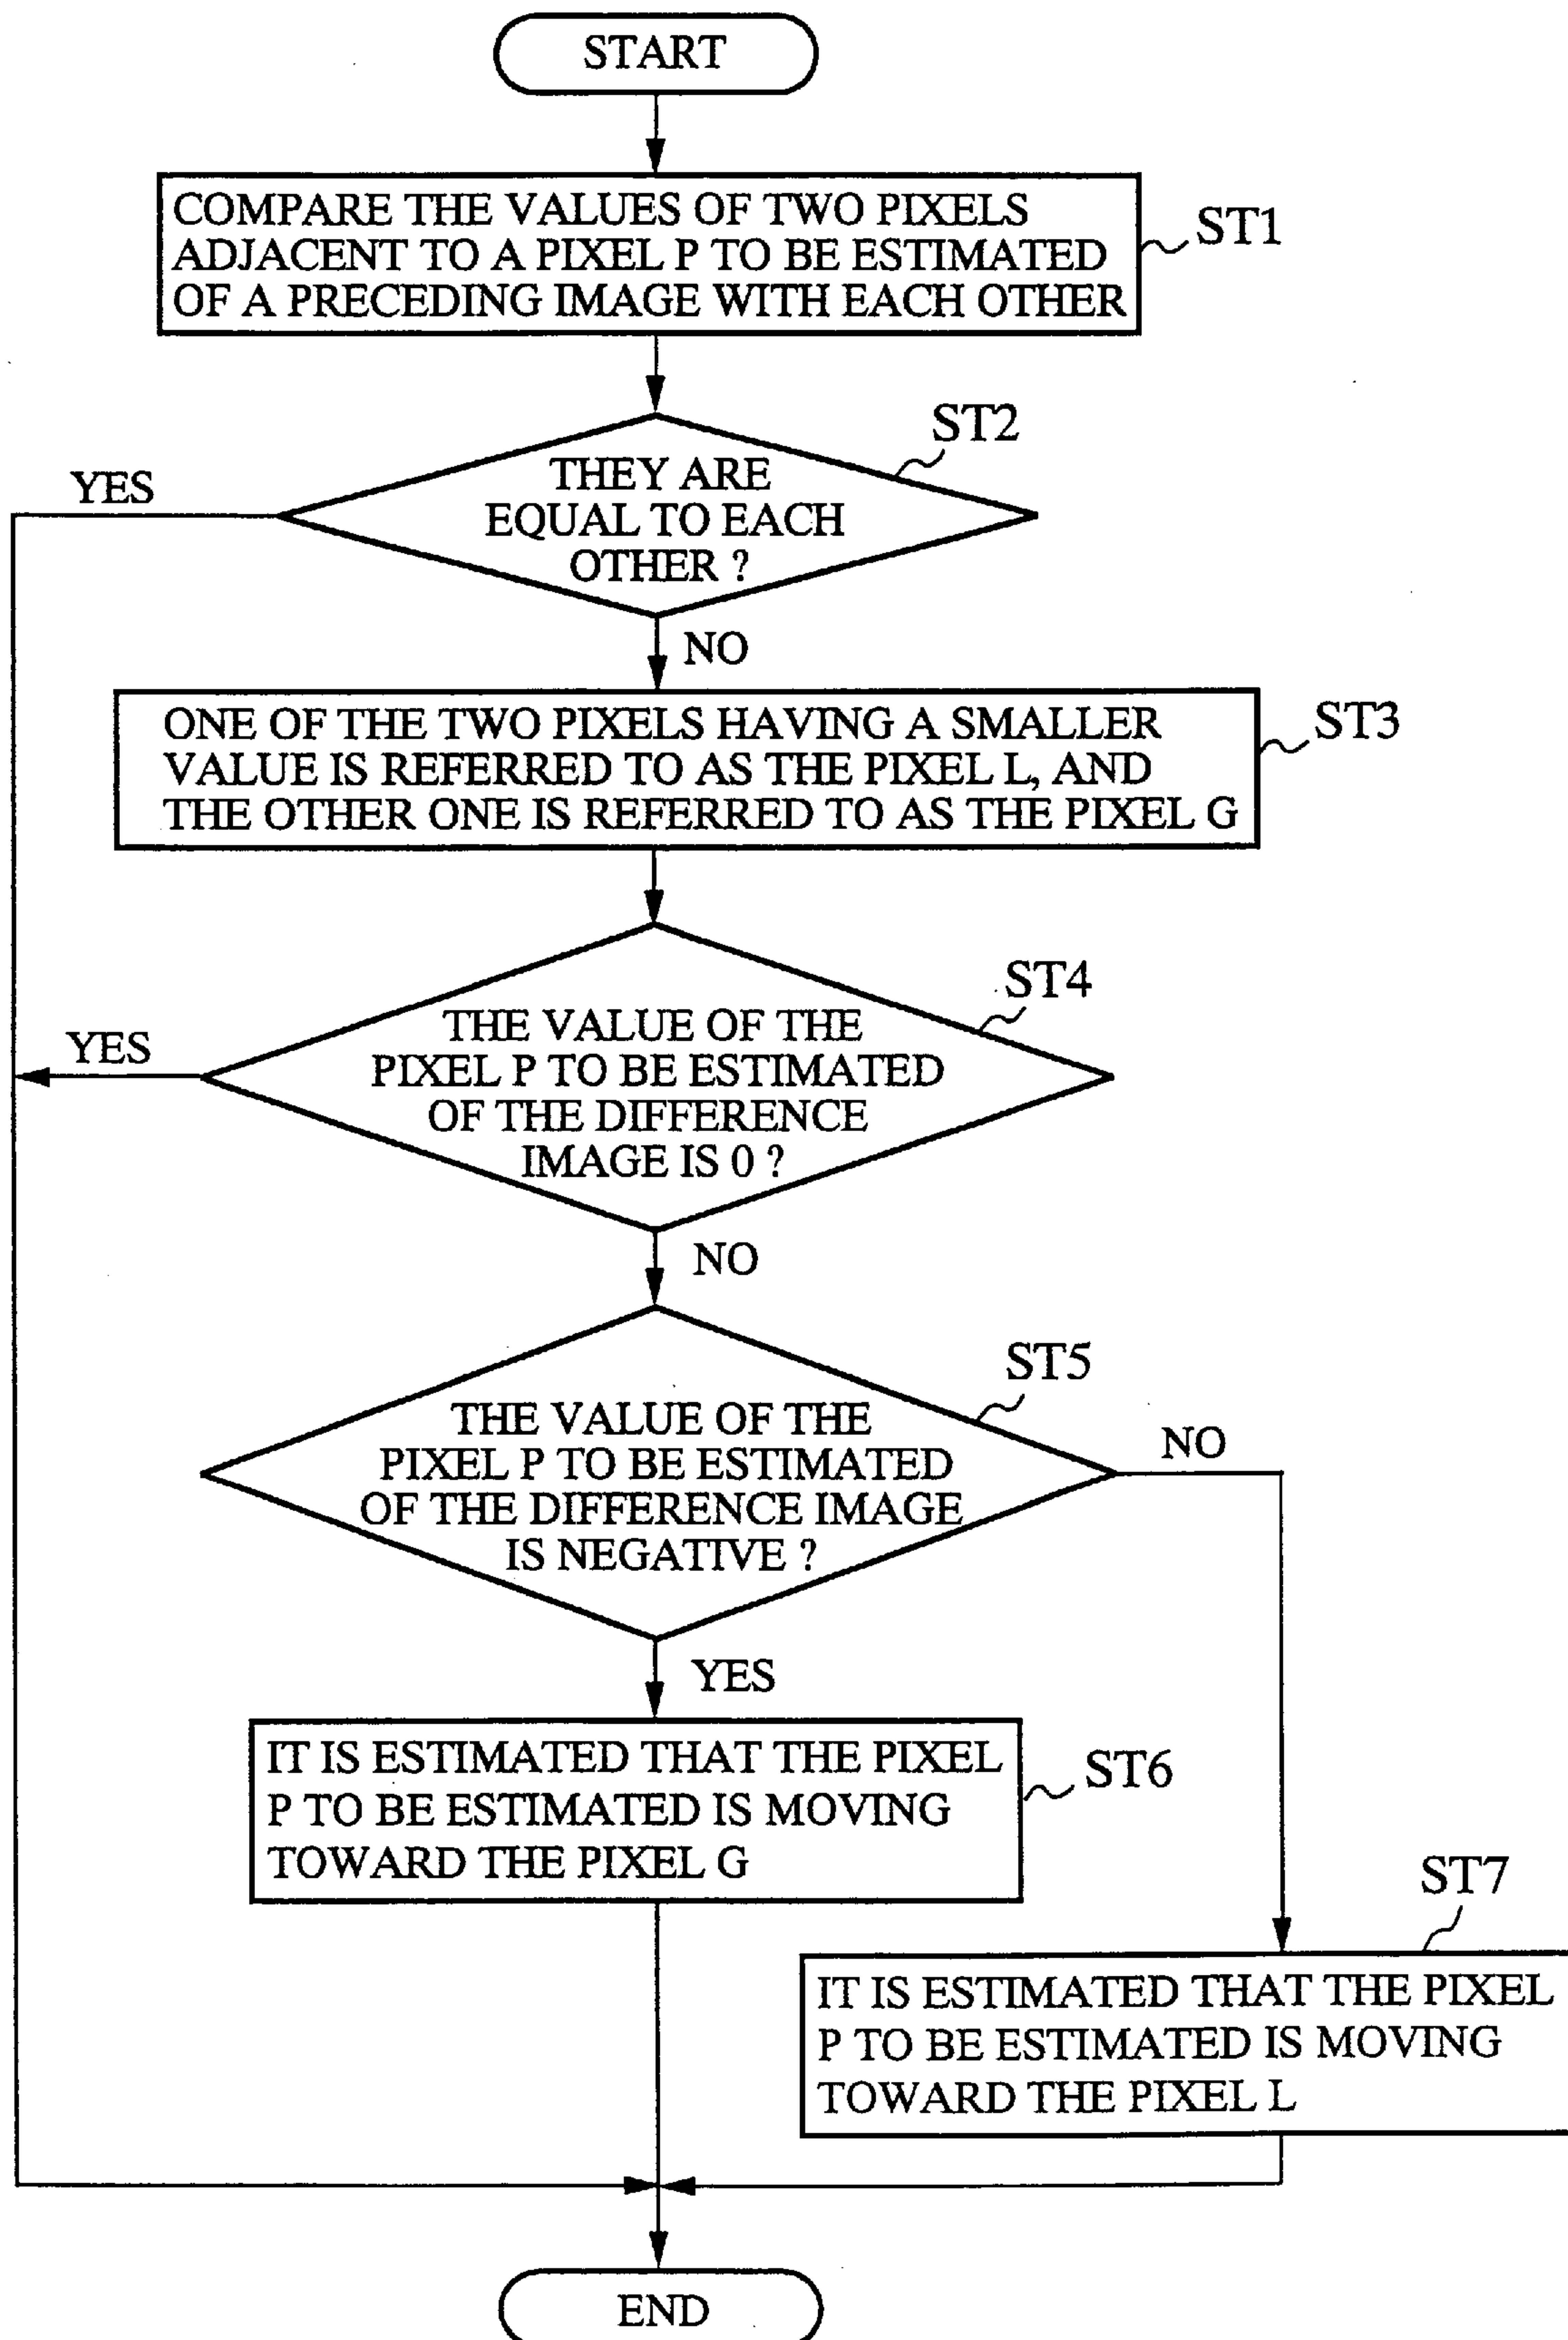 START
COMPARE THE VALUES OF TWO PIXELS
ADJACENT TO A PIXEL P TO BE ESTIMATED
OF A PRECEDING IMAGE WITH EACH OTHER
ST1
ST2
THEY ARE
EQUAL TO EACH
OTHER ?
YES
NO
ONE OF THE TWO PIXELS HAVING A SMALLER
VALUE IS REFERRED TO AS THE PIXEL L, AND
THE OTHER ONE IS REFERRED TO AS THE PIXEL G
ST3
ST4
THE VALUE OF THE
PIXEL P TO BE ESTIMATED
OF THE DIFFERENCE
IMAGE IS 0 ?
YES
NO
ST5
THE VALUE OF THE
PIXEL P TO BE ESTIMATED
OF THE DIFFERENCE IMAGE
IS NEGATIVE ?
NO
YES
IT IS ESTIMATED THAT THE PIXEL
P TO BE ESTIMATED IS MOVING
TOWARD THE PIXEL G
ST6
ST7
IT IS ESTIMATED THAT THE PIXEL
P TO BE ESTIMATED IS MOVING
TOWARD THE PIXEL L
END